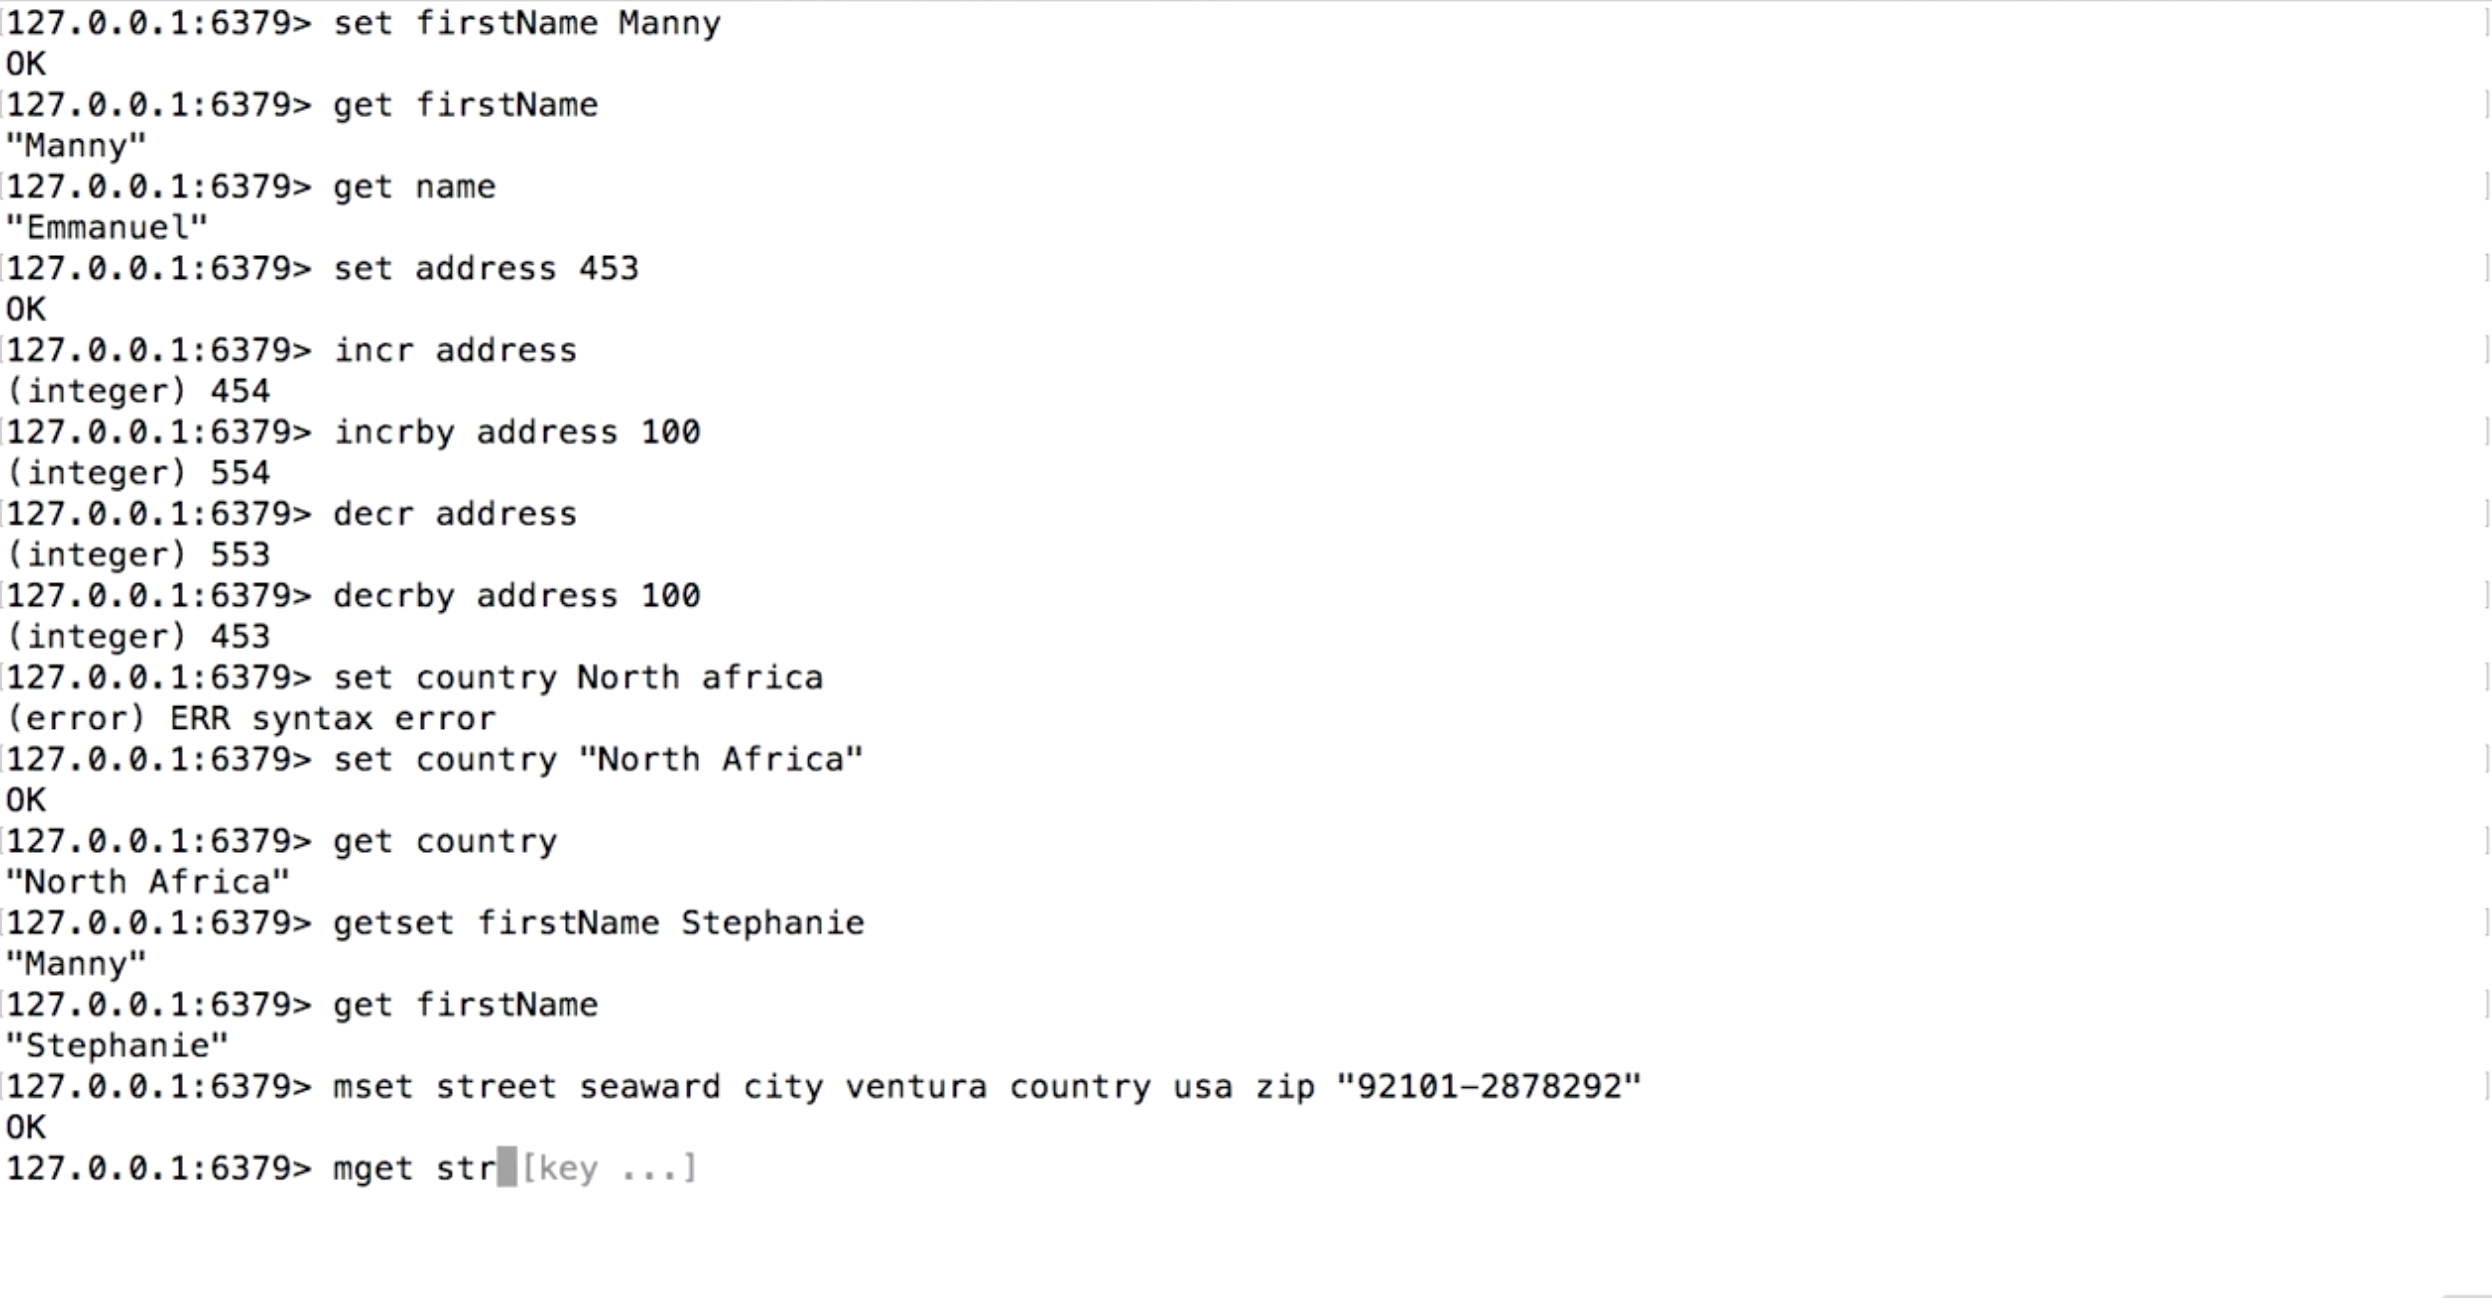 127.0.0.1:6379> set firstName Manny
OK
127.0.0.1:6379> get firstName
"Manny"
127.0.0.1:6379> get name
"Emmanuel"
127.0.0.1:6379> set address 453
OK
127.0.0.1:6379> incr address
(integer) 454
127.0.0.1:6379> incrby address 100
(integer) 554
127.0.0.1:6379> decr address
(integer) 553
127.0.0.1:6379> decrby address 100
(integer) 453
127.0.0.1:6379> set country North africa
(error) ERR syntax error
127.0.0.1:6379> set country "North Africa"
OK
127.0.0.1:6379> get country
"North Africa"
127.0.0.1:6379> getset firstName Stephanie
"Manny"
127.0.0.1:6379> get firstName
"Stephanie"
127.0.0.1:6379> mset street seaward city ventura country usa zip "92101-2878292"
OK
127.0.0.1:6379> mget str [key ...]